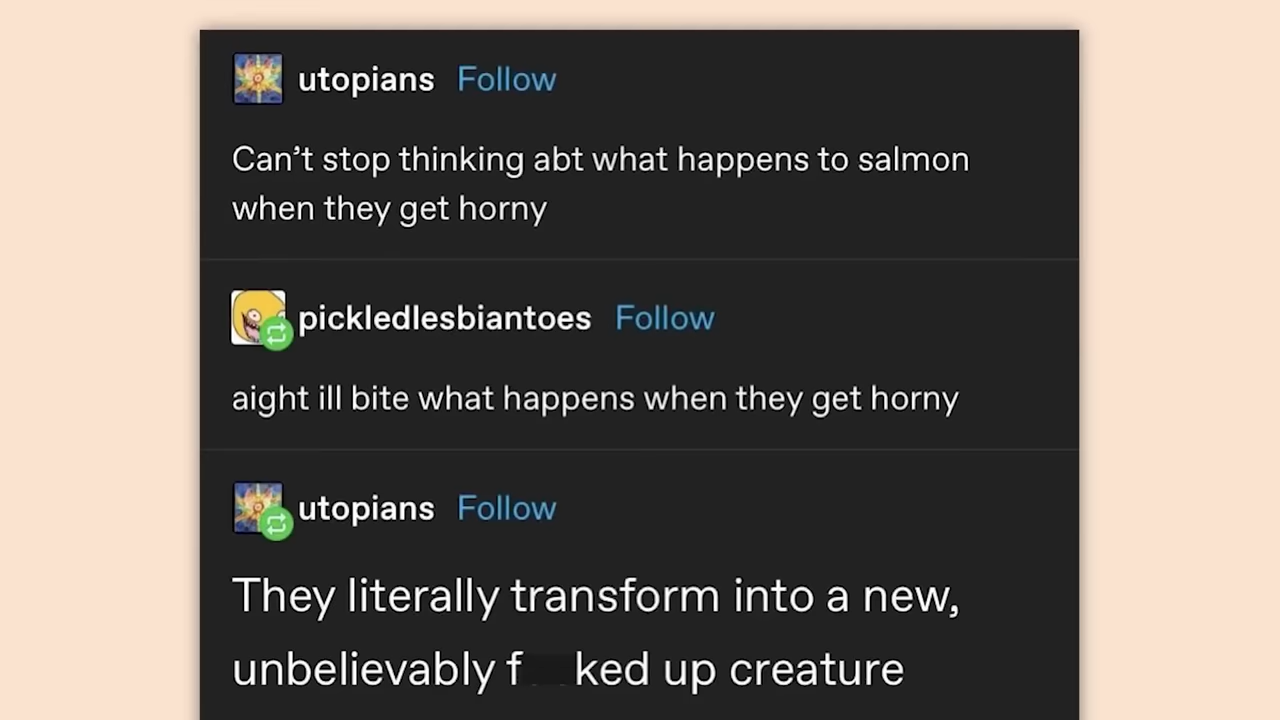 utopians Follow
Can’t stop thinking abt what happens to salmon
when they get horny
pickledlesbiantoes Follow
aight ill bite what happens when they get horny
utopians Follow
They literally transform into a new,
unbelievably f ked up creature